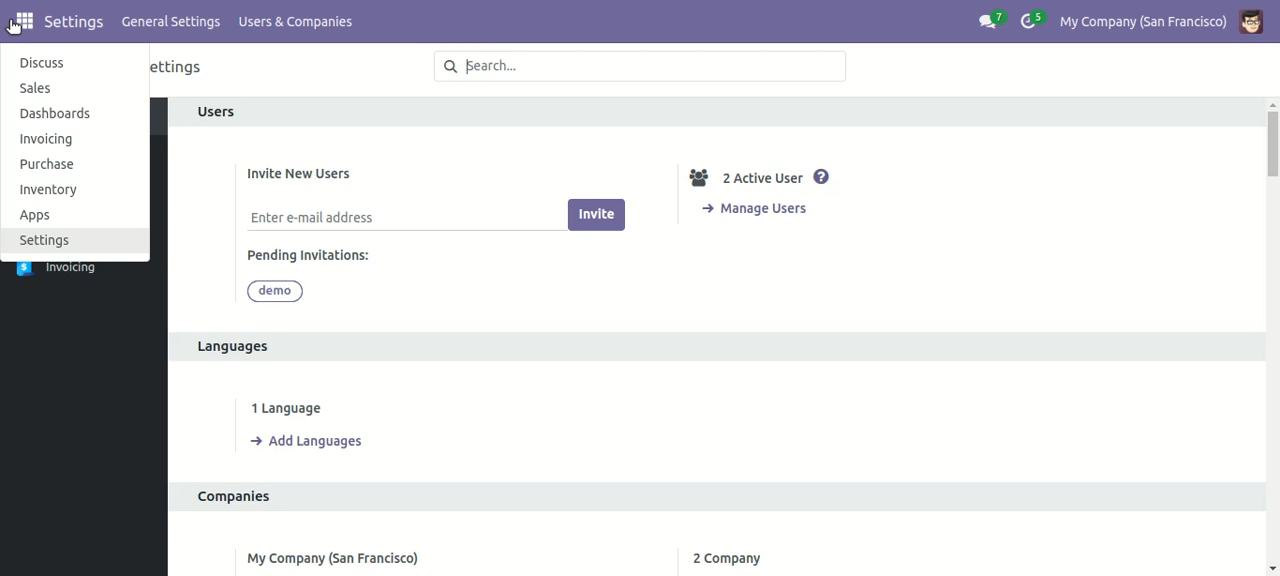 Settings General Settings Users & Companies 7 5 My Company (San Francisco)
Discuss
Sales
Dashboards
Invoicing
Purchase
Inventory
Apps
Settings
ettings
Search...
Invoicing
Users
Invite New Users
Enter e-mail address
Invite
Pending Invitations:
demo
2 Active User ?
→ Manage Users
Languages
1 Language
→ Add Languages
Companies
My Company (San Francisco)
2 Company